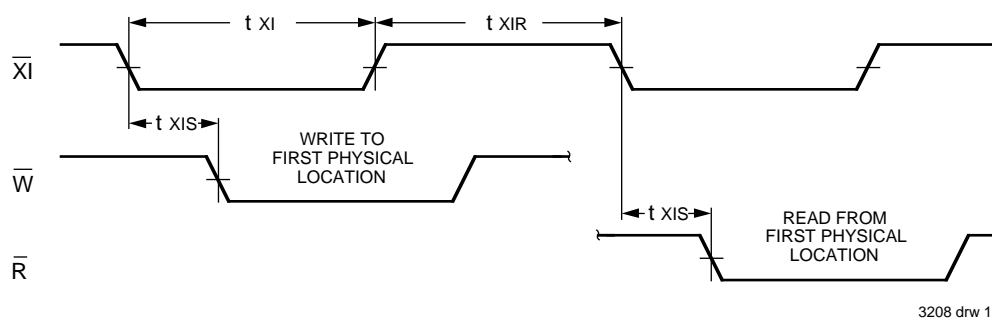 t XI
t XIR
XI
t XIS
WRITE TO
FIRST PHYSICAL
LOCATION
W
t XIS
READ FROM
FIRST PHYSICAL
LOCATION
R
3208 drw 1